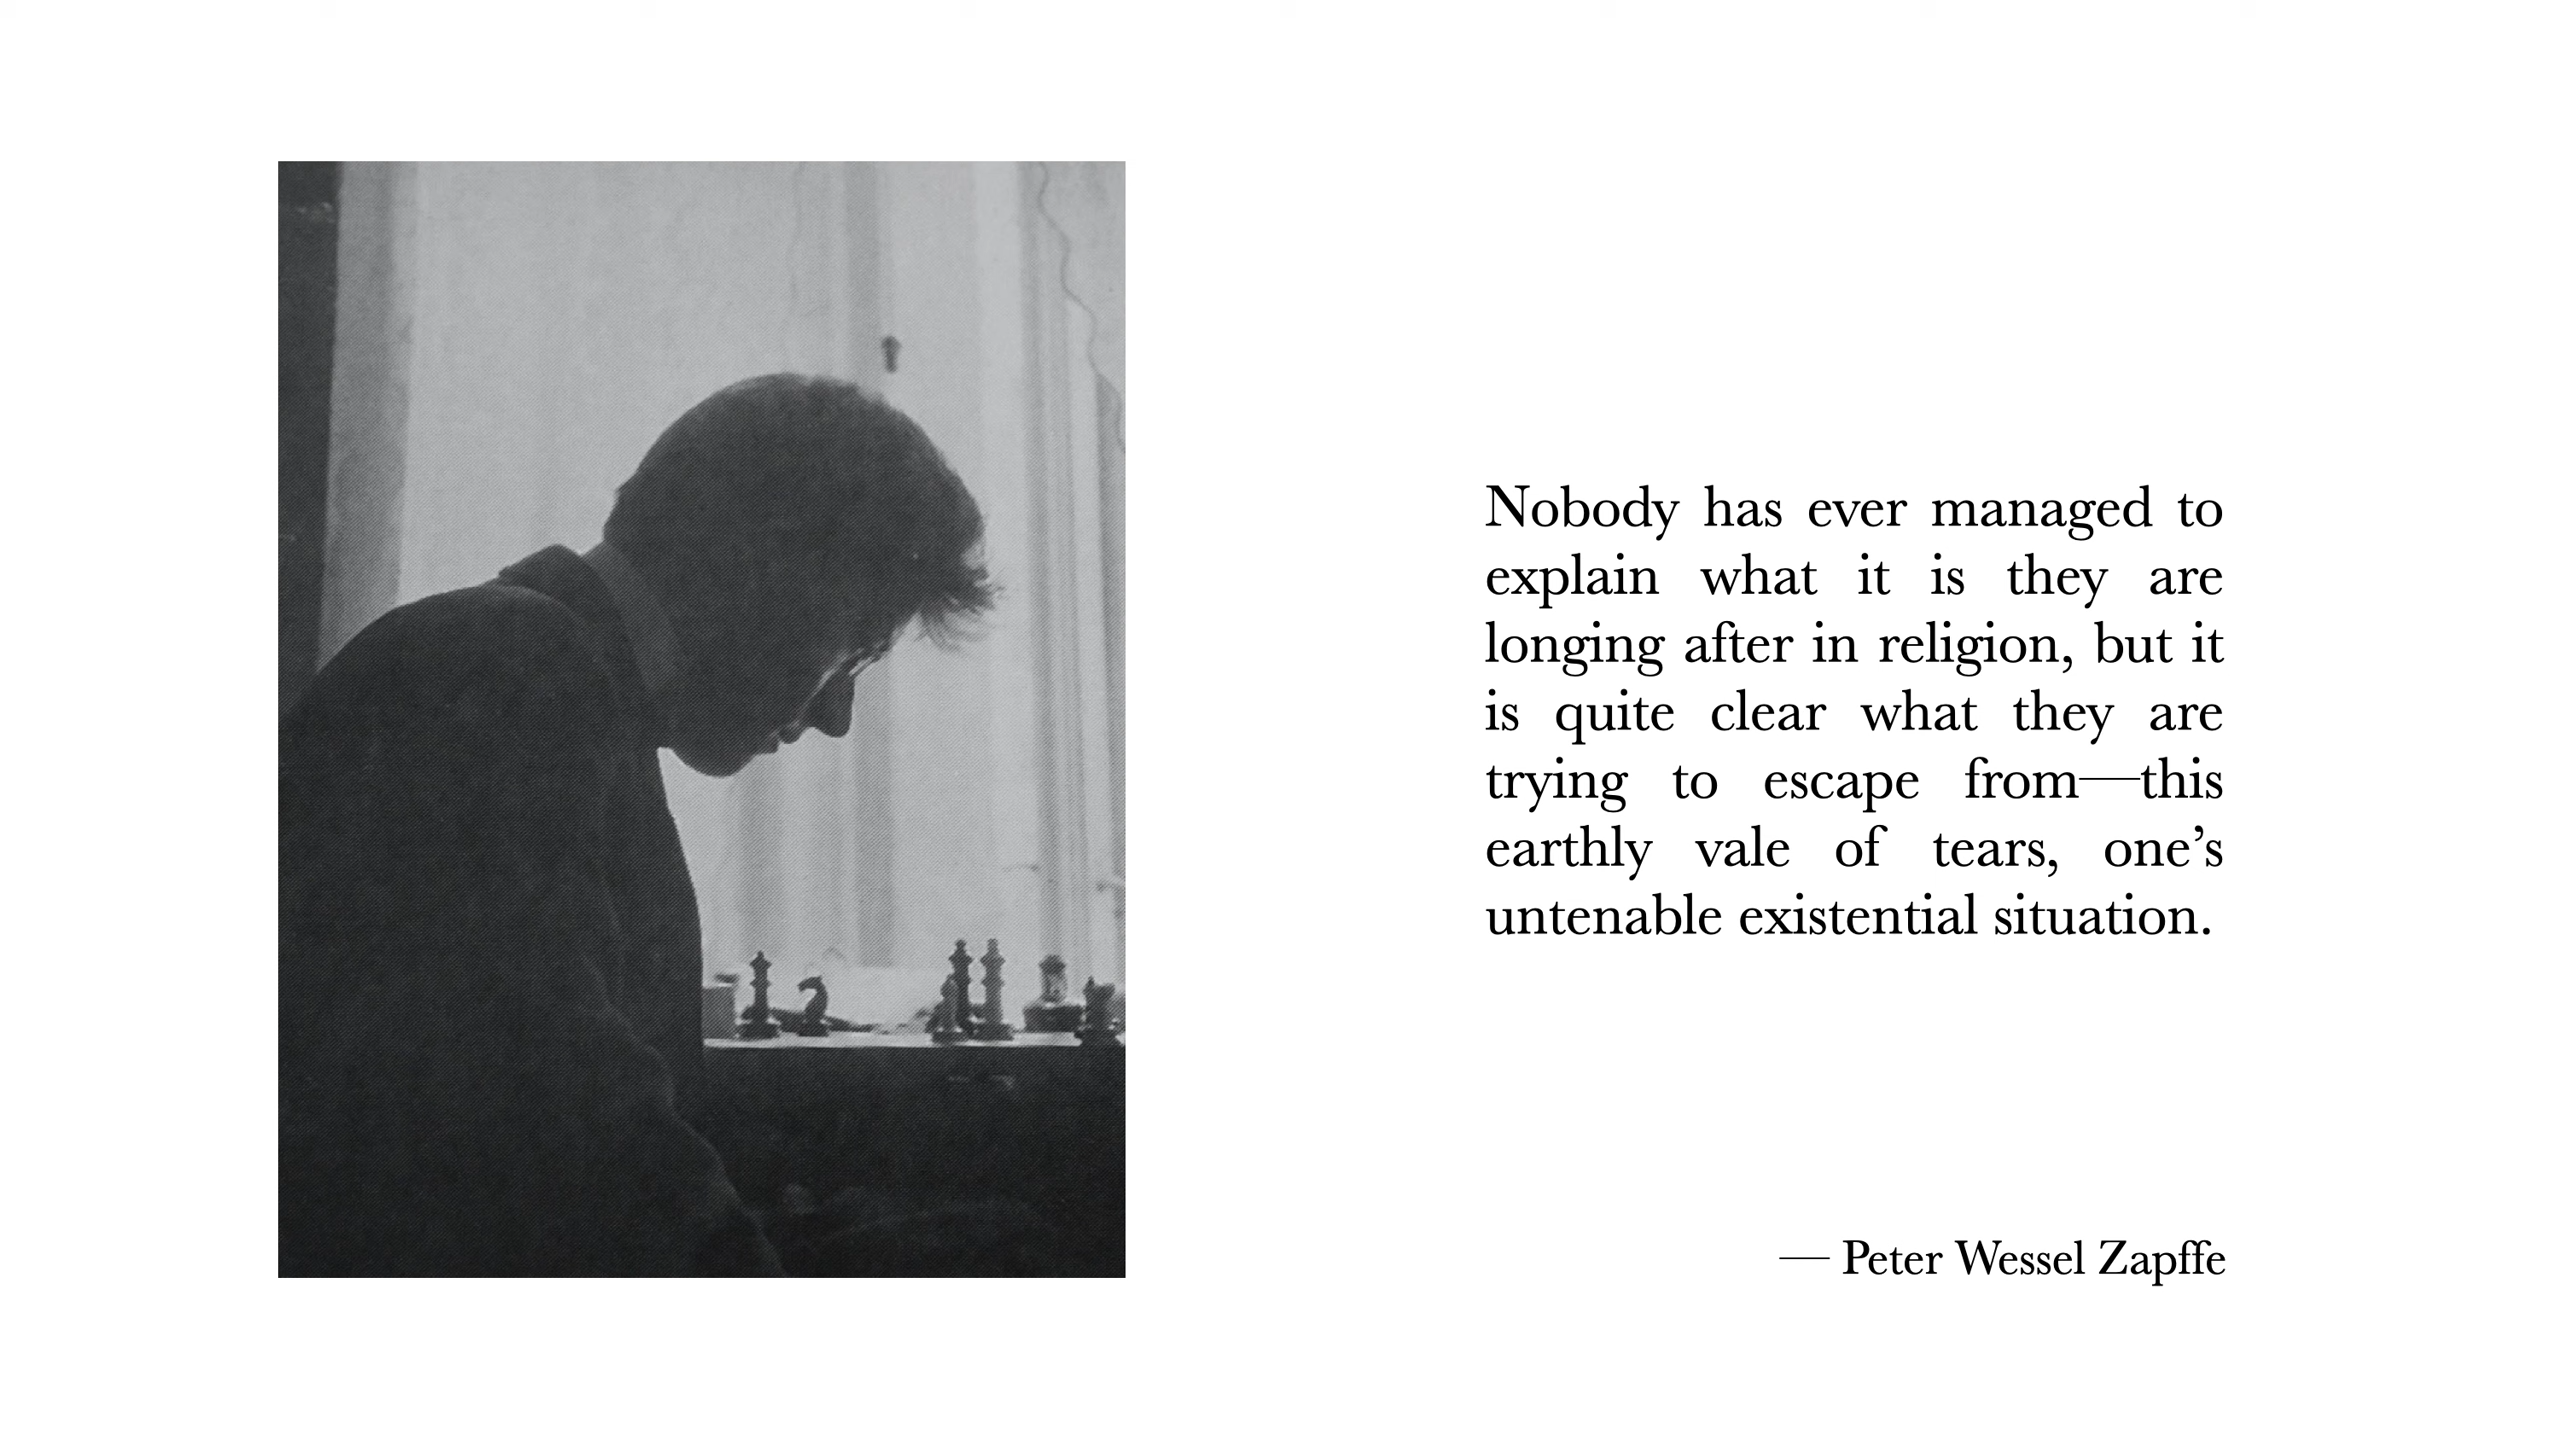 Nobody has ever managed to
explain what it is they are
longing after in religion, but it
is quite clear what they are
trying to escape from—this
earthly vale of tears, one’s
untenable existential situation.
— Peter Wessel Zapffe